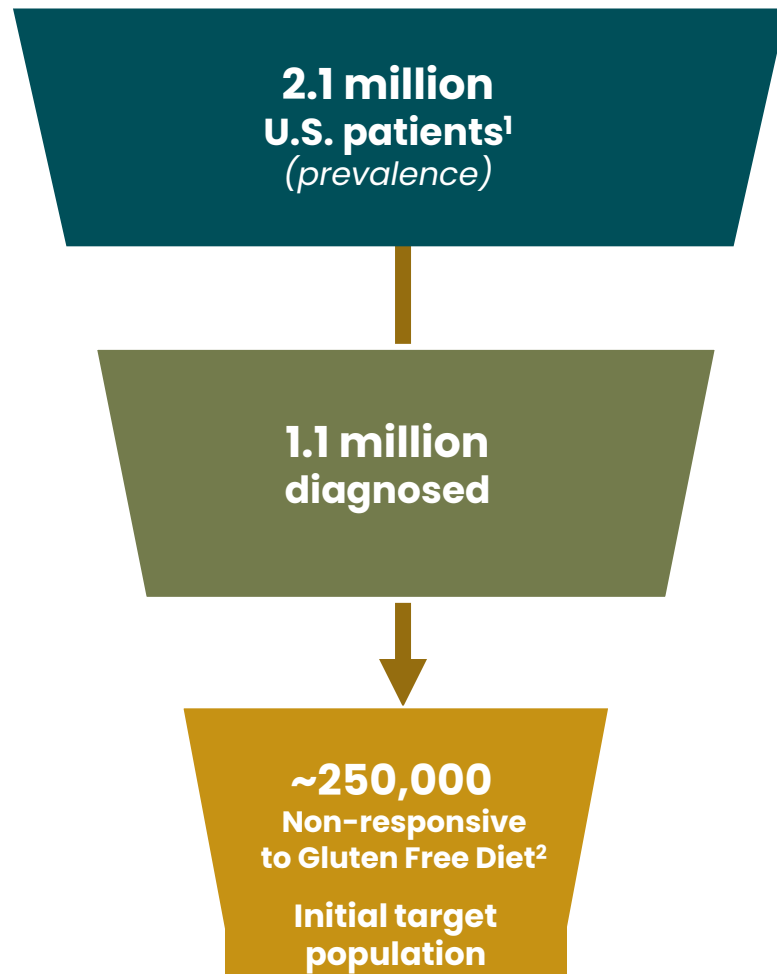 2.1 million
U.S. patients¹
(prevalence)
1.1 million
diagnosed
~250,000
Non-responsive
to Gluten Free Diet²
Initial target
population